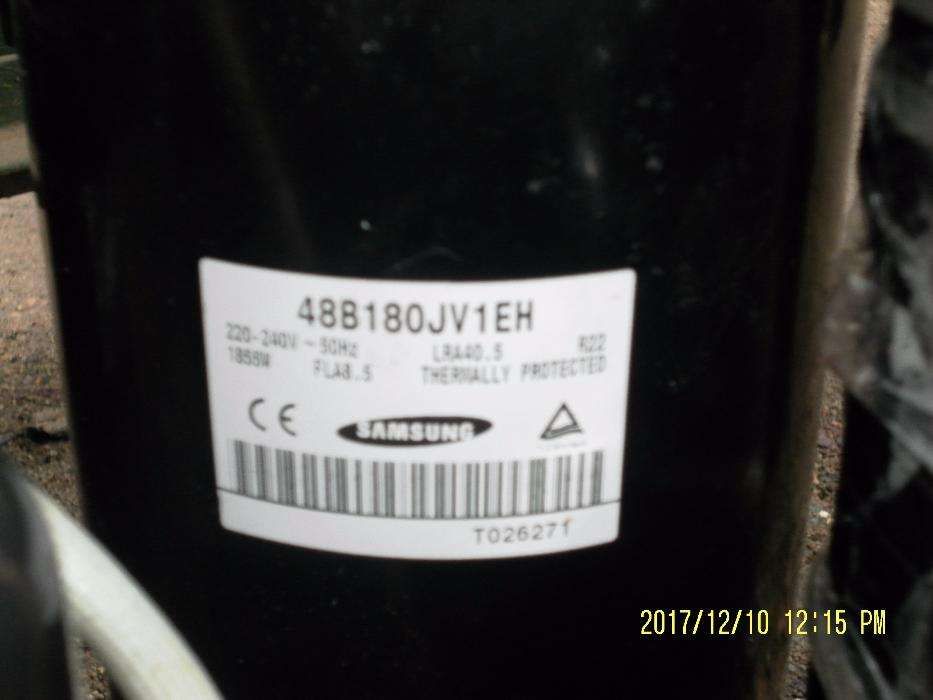 48B180JV1EH
220-240V ~ 50Hz LRA40.5 R22
1858W FLA8.5 THERMALLY PROTECTED
CE SAMSUNG
T026271
2017/12/10 12:15 PM